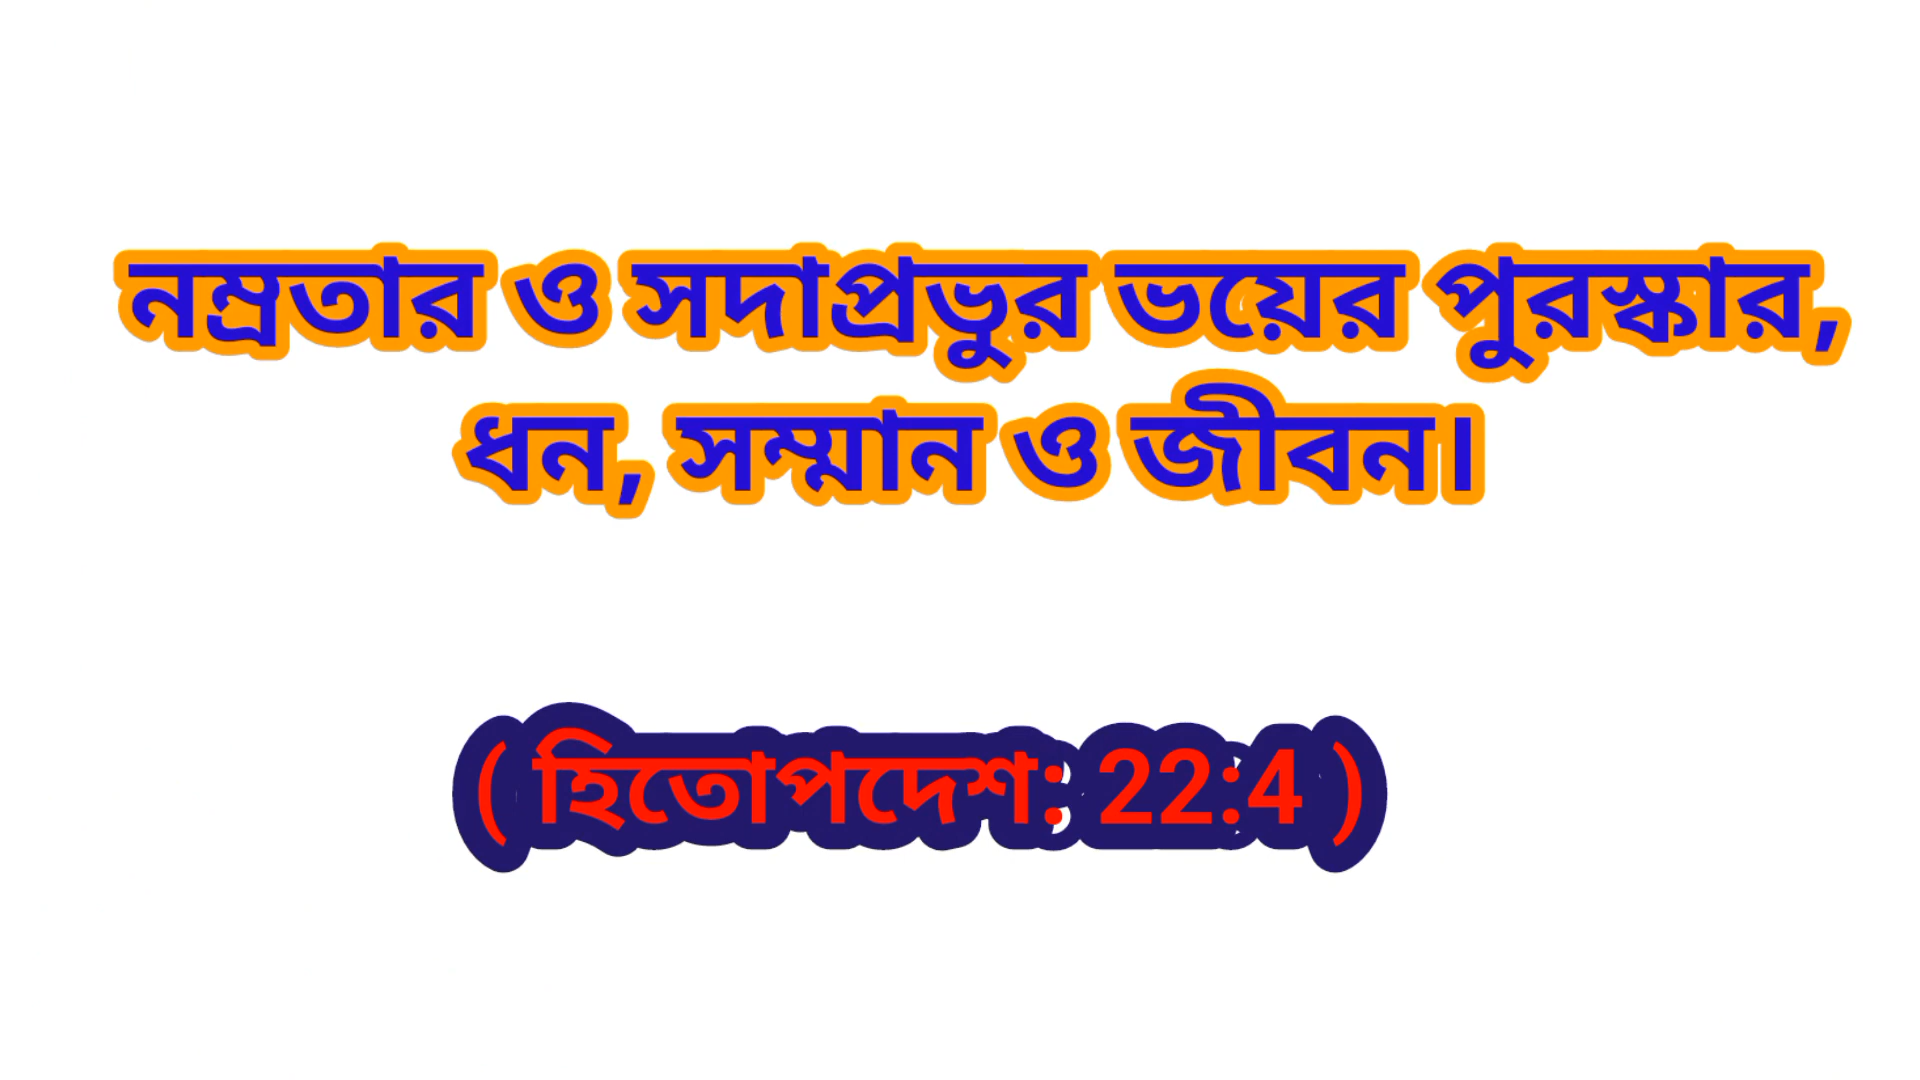 নম্রতার ও সদাপ্রভুর ভয়ের পুরস্কার,
ধন, সম্মান ও জীবন।
( হিতোপদেশ: 22:4 )